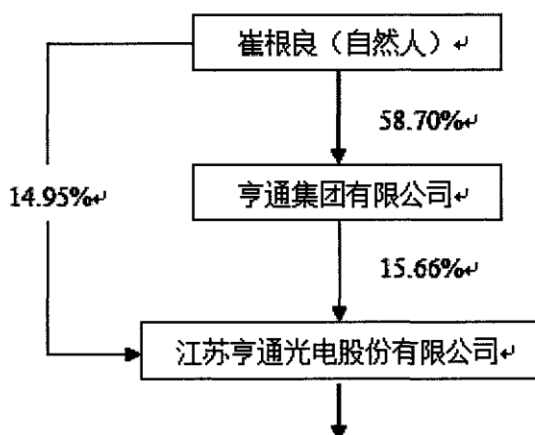 崔根良（自然人）↵
58.70%↵
亨通集团有限公司↵
14.95%↵
15.66%↵
江苏亨通光电股份有限公司↵